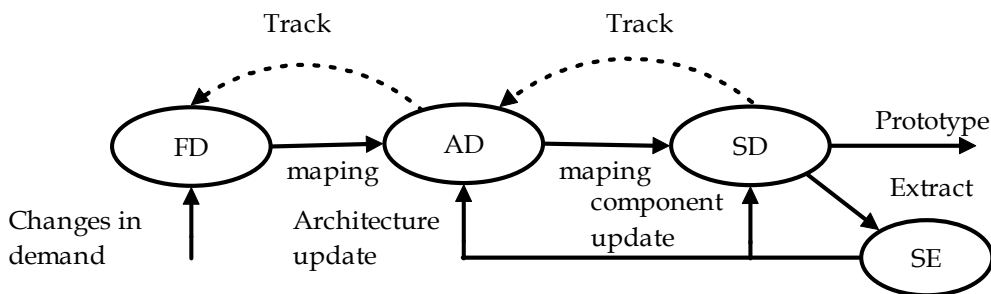 Track
Track
FD
AD
SD
Prototype
maping
maping
Extract
Changes in
demand
Architecture
update
component
update
SE